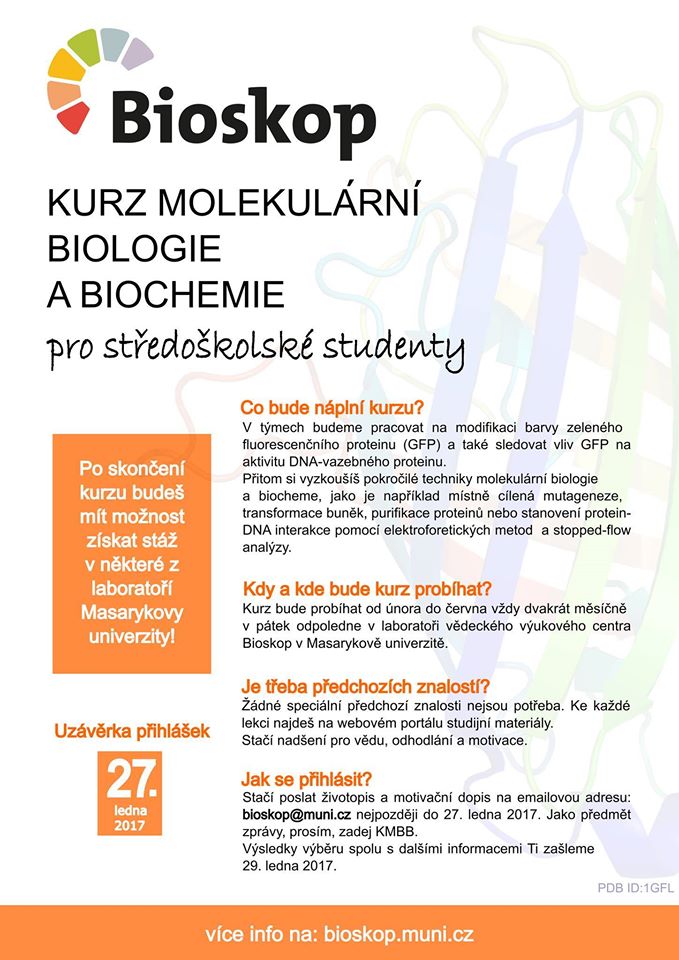 Bioskop
KURZ MOLEKULÁRNÍ
BIOLOGIE
A BIOCHEMIE
pro středoškolské studenty
Po skončení
kurzu budeš
mít možnost
získat stáž
v některé z
laboratoří
Masarykovy
univerzity!
Uzávěrka přihlášek
27.
ledna
2017
Co bude náplní kurzu?
V týmech budeme pracovat na modifikaci barvy zeleného
fluorescenčního proteinu (GFP) a také sledovat vliv GFP na
aktivitu DNA-vazebného proteinu.
Přitom si vyzkoušíš pokročilé techniky molekulární biologie
a biocheme, jako je například místně cílená mutageneze,
transformace buněk, purifikace proteinů nebo stanovení protein-
DNA interakce pomocí elektroforetických metod a stopped-flow
analýzy.
Kdy a kde bude kurz probíhat?
Kurz bude probíhat od února do června vždy dvakrát měsíčně
v pátek odpoledne v laboratoři vědeckého výukového centra
Bioskop v Masarykově univerzitě.
Je třeba předchozích znalostí?
Žádné speciální předchozí znalosti nejsou potřeba. Ke každé
lekci najdeš na webovém portálu studijní materiály.
Stačí nadšení pro vědu, odhodlání a motivace.
Jak se přihlásit?
Stačí poslat životopis a motivační dopis na emailovou adresu:
bioskop@muni.cz nejpozději do 27. ledna 2017. Jako předmět
zprávy, prosím, zadej KMBB.
Výsledky výběru spolu s dalšími informacemi Ti zašleme
29. ledna 2017.
PDB ID:1GFL
více info na: bioskop.muni.cz